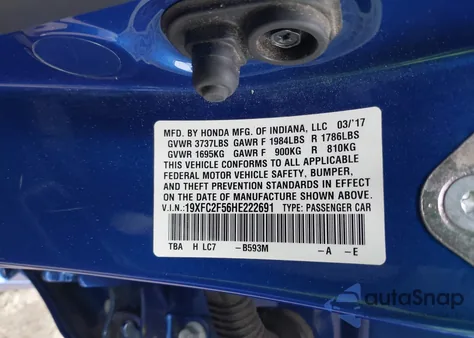 MFD. BY HONDA MFG. OF INDIANA, LLC 03/'17
GVWR 3737LBS GAWR F 1984LBS R 1786LBS
GVWR 1695KG GAWR F 900KG R 810KG
THIS VEHICLE CONFORMS TO ALL APPLICABLE
FEDERAL MOTOR VEHICLE SAFETY, BUMPER,
AND THEFT PREVENTION STANDARDS IN EFFECT
ON THE DATE OF MANUFACTURE SHOWN ABOVE.
V.I.N.:19XFC2F56HE222691 TYPE: PASSENGER CAR
TBA H LC7 -B593M -A -E
autoSnap